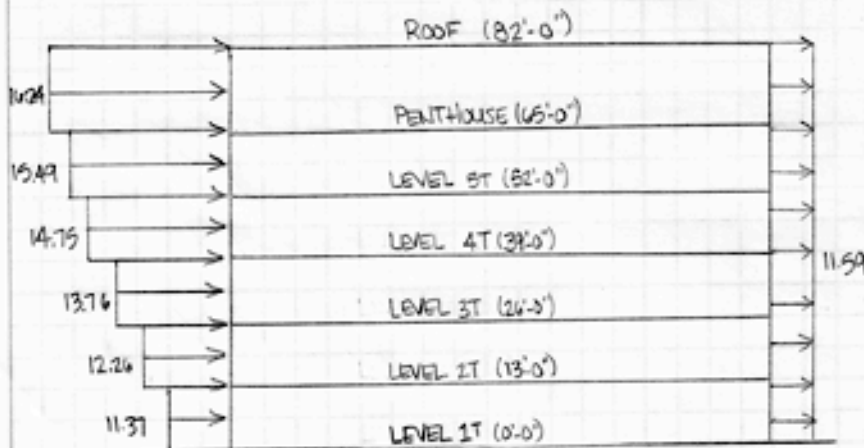 ROOF (82'-0")
16.24
PENTHOUSE (65'-0")
15.49
LEVEL 5T (52'-0")
14.75
LEVEL 4T (39'-0")
11.59
13.76
LEVEL 3T (26'-0")
12.26
LEVEL 2T (13'-0")
11.37
LEVEL 1T (0'-0")